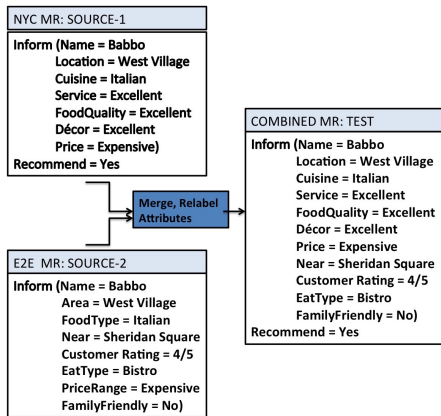 NYC MR: SOURCE-1
Inform (Name = Babbo
Location = West Village
Cuisine = Italian
Service = Excellent
FoodQuality = Excellent
Décor = Excellent
Price = Expensive)
Recommend = Yes
Merge, Relabel
Attributes
E2E MR: SOURCE-2
Inform (Name = Babbo
Area = West Village
FoodType = Italian
Near = Sheridan Square
Customer Rating = 4/5
EatType = Bistro
PriceRange = Expensive
FamilyFriendly = No)
COMBINED MR: TEST
Inform (Name = Babbo
Location = West Village
Cuisine = Italian
Service = Excellent
FoodQuality = Excellent
Décor = Excellent
Price = Expensive
Near = Sheridan Square
Customer Rating = 4/5
EatType = Bistro
FamilyFriendly = No)
Recommend = Yes